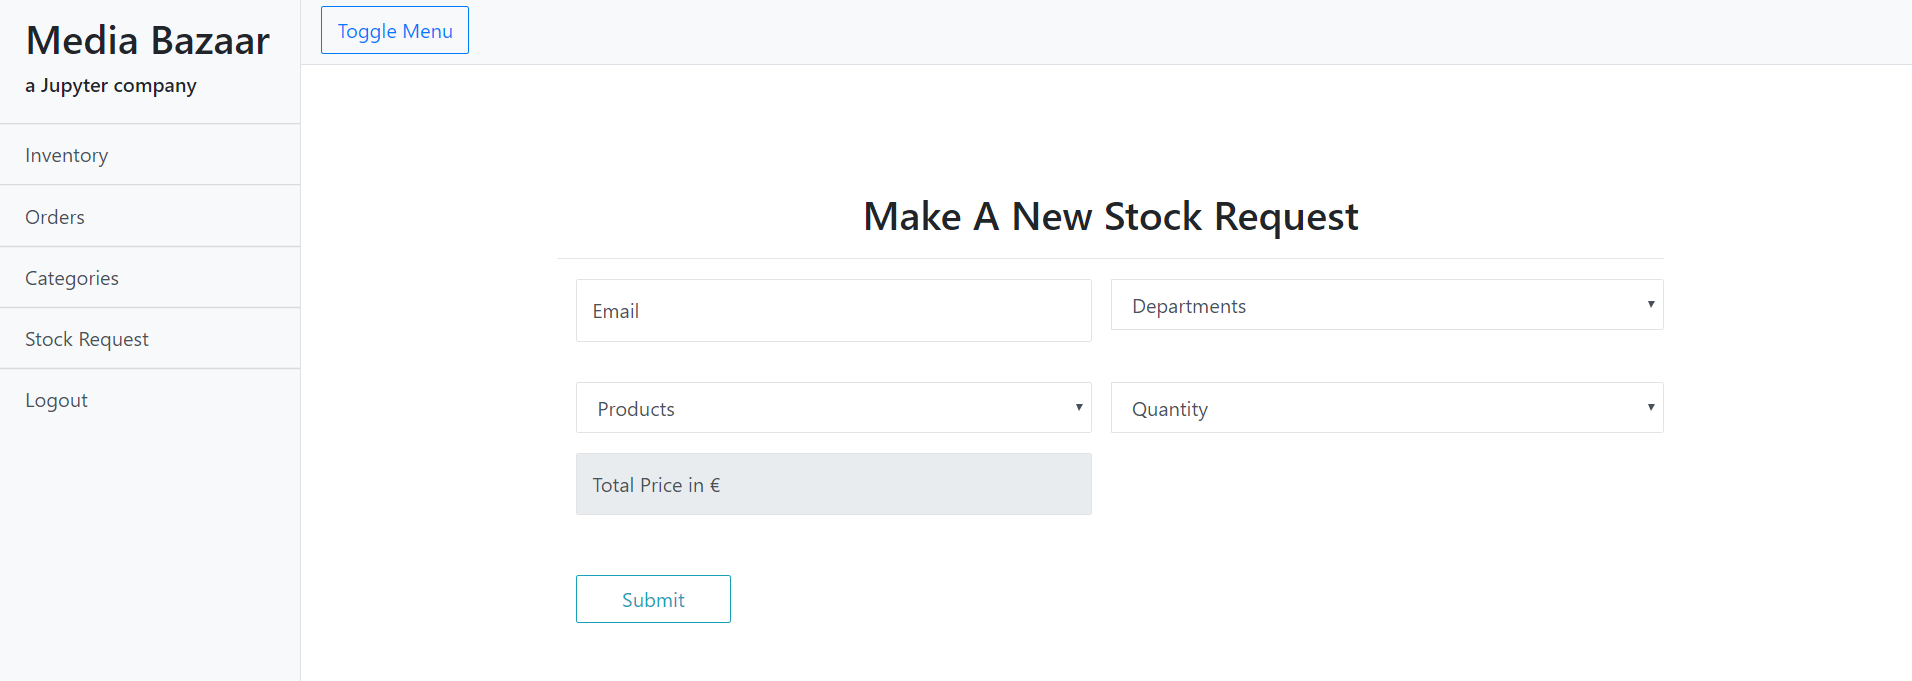 Media Bazaar
a Jupyter company
Inventory
Orders
Categories
Stock Request
Logout
Toggle Menu
Make A New Stock Request
Email
Departments
Products
Quantity
Total Price in €
Submit